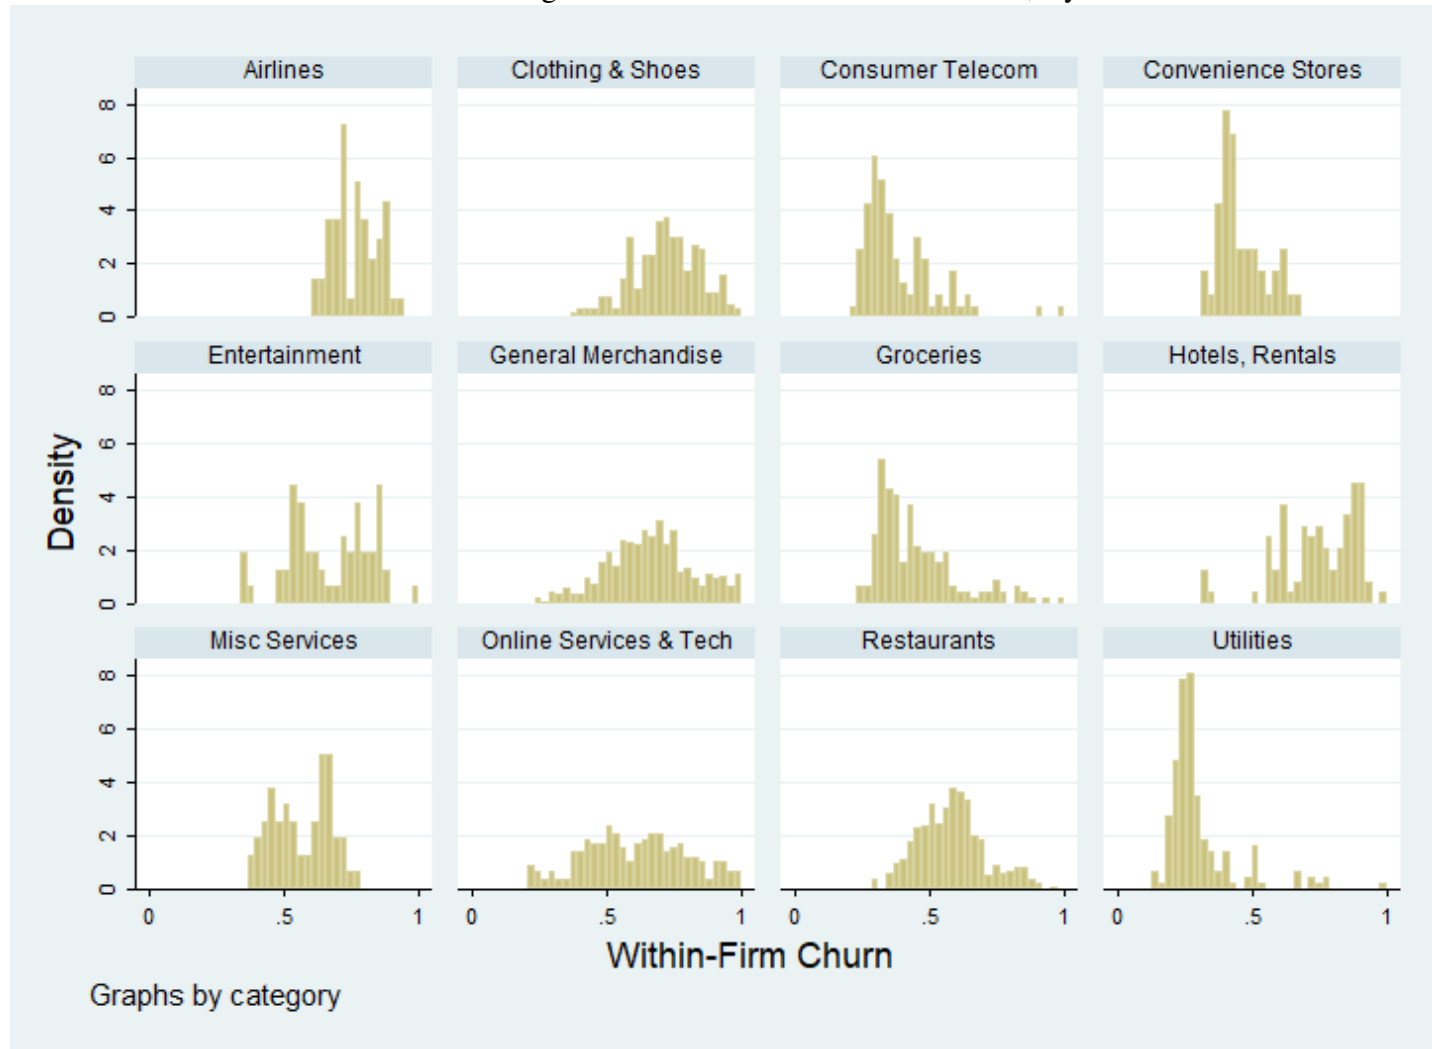 Airlines Clothing & Shoes Consumer Telecom Convenience Stores
8
6
4
2
0
Entertainment General Merchandise Groceries Hotels, Rentals
8
6
4
2
0
Density
Misc Services Online Services & Tech Restaurants Utilities
8
6
4
2
0
0 .5 1 0 .5 1 0 .5 1 0 .5 1
Within-Firm Churn
Graphs by category